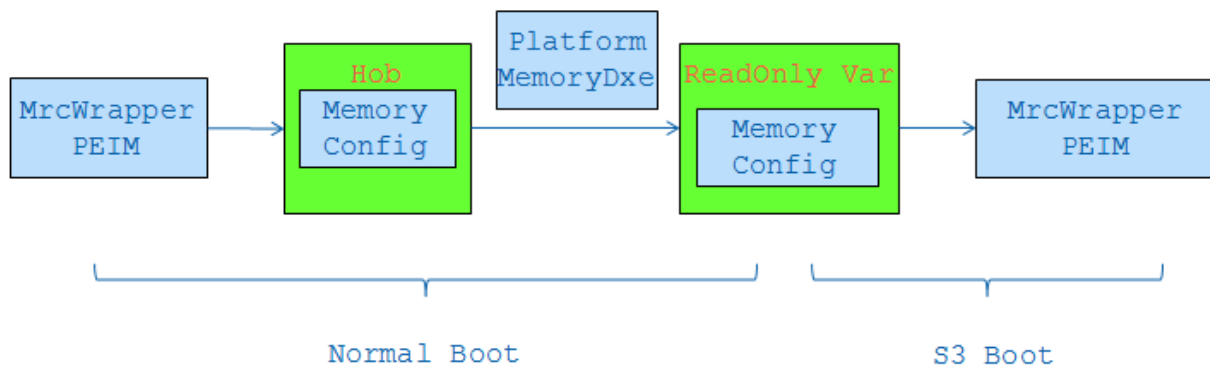 MrcWrapper
PEIM
Hob
Memory
Config
Platform
MemoryDxe
ReadOnly Var
Memory
Config
MrcWrapper
PEIM
Normal Boot
S3 Boot